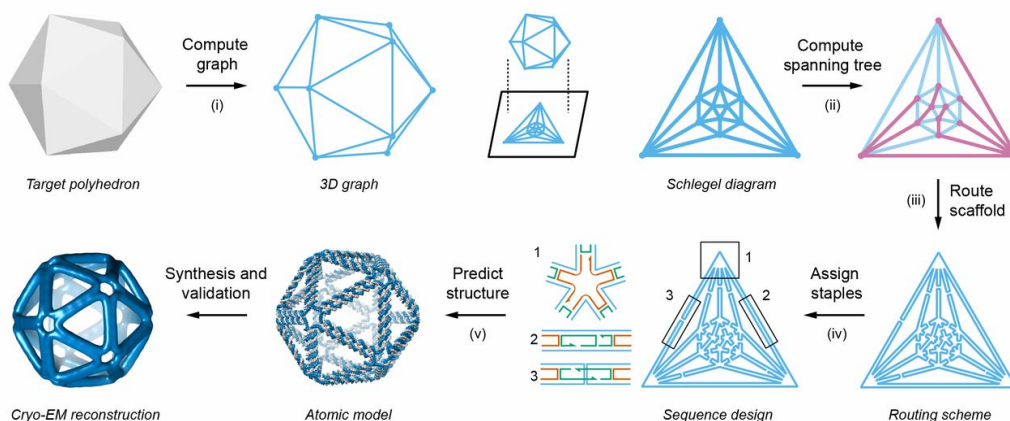 Compute
graph
(i)
Compute
spanning tree
(ii)
Target polyhedron
3D graph
Schlegel diagram
(iii)
Route
scaffold
Synthesis and
validation
Predict
structure
(v)
1
2
3
1
2
3
Assign
staples
(iv)
Cryo-EM reconstruction
Atomic model
Sequence design
Routing scheme